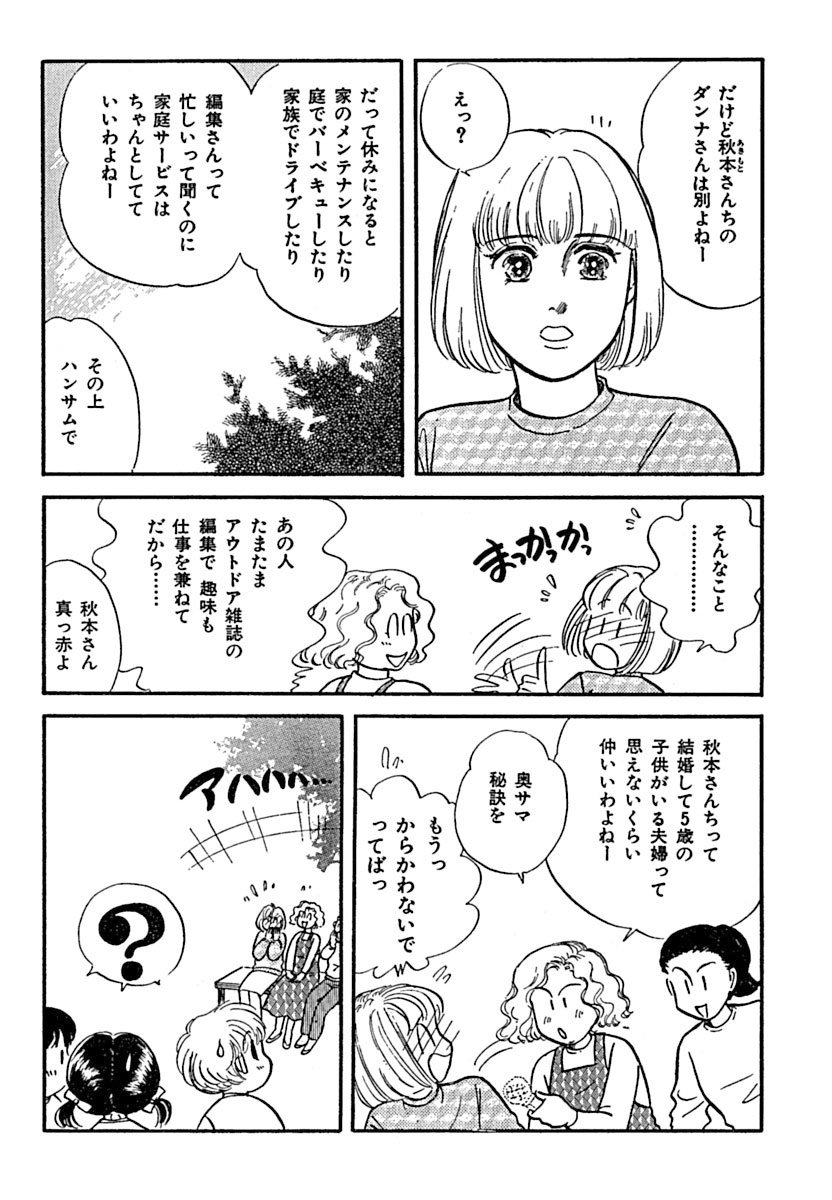 だけど秋本さんちの
あきもと
ダンナさんは別よねー
えっ？
だって休みになると
家のメンテナンスしたり
庭でバーベキューしたり
家族でドライブしたり
編集さんって
忙しいって聞くのに
家庭サービスは
ちゃんとしてて
いいわよねー
その上
ハンサムで
そんなこと
…………
まっかっかっ
あの人
たまたま
アウトドア雑誌の
編集で 趣味も
仕事を兼ねて
だから……
秋本さん
真っ赤よ
秋本さんちって
結婚して5歳の
子供がいる夫婦って
思えないくらい
仲いいわよねー
奥サマ
秘訣を
もうっ
からかわないで
ってばっ
アハハハ…
？